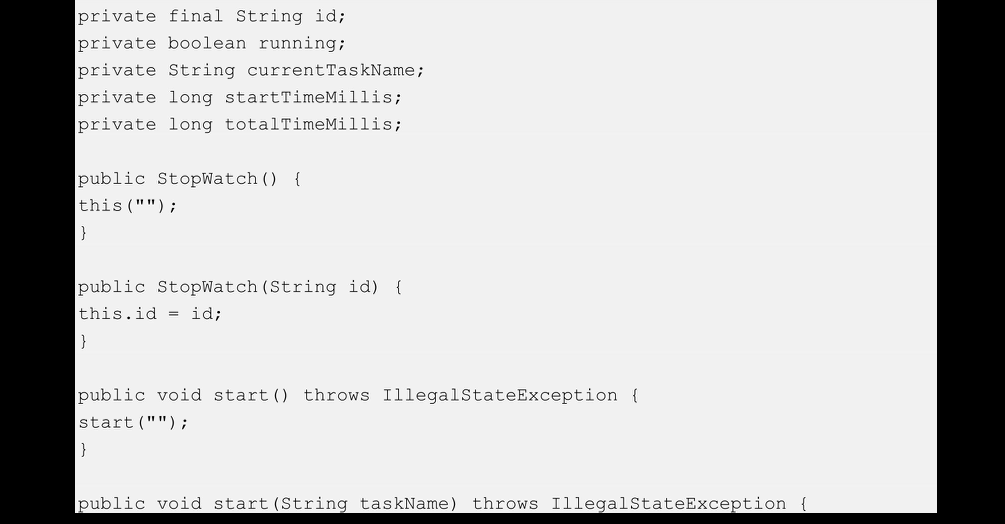 private final String id;
private boolean running;
private String currentTaskName;
private long startTimeMillis;
private long totalTimeMillis;
public StopWatch() {
this("");
}
public StopWatch(String id) {
this.id = id;
}
public void start() throws IllegalStateException {
start("");
}
public void start(String taskName) throws IllegalStateException {